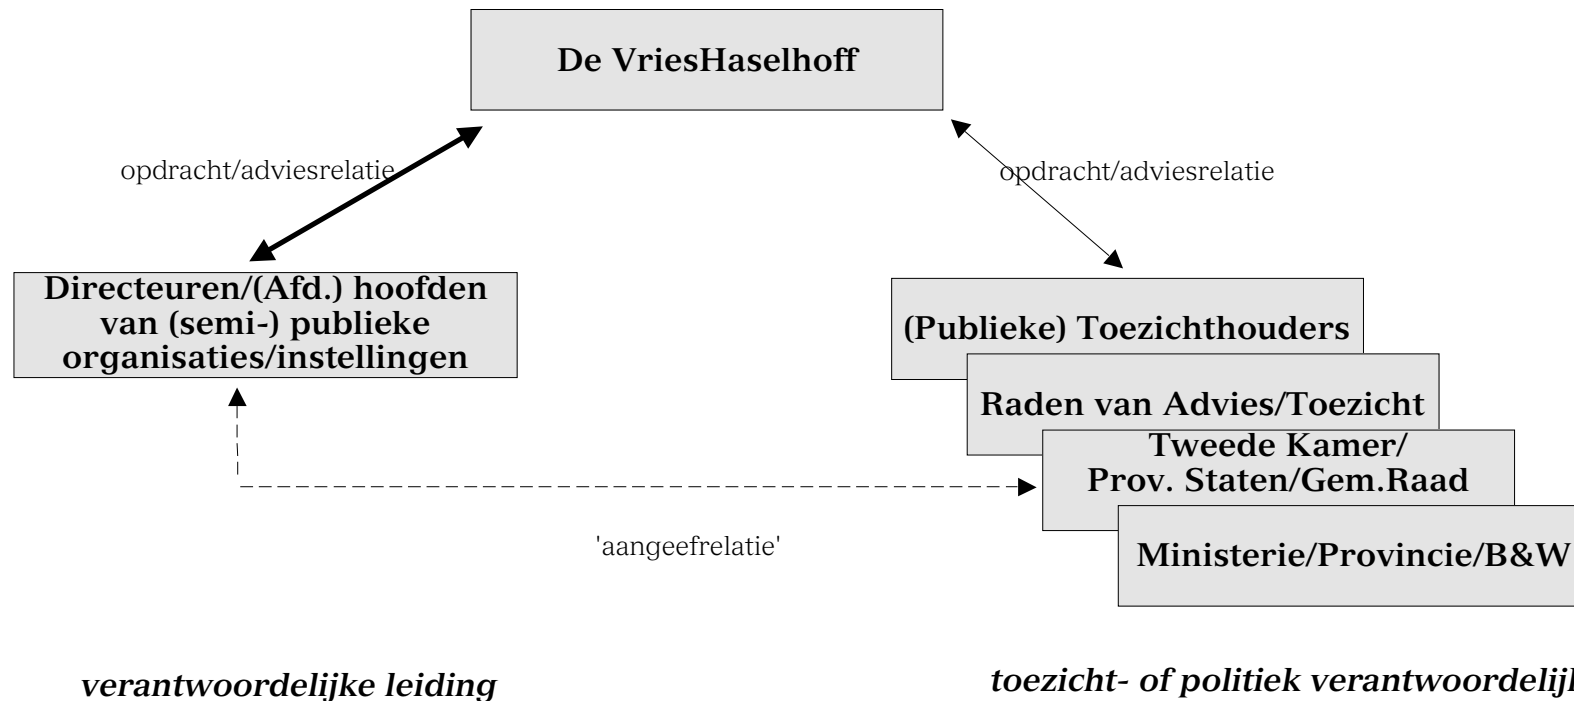 De VriesHaselhoff
opdracht/adviesrelatie
opdracht/adviesrelatie
Directeuren/(Afd.) hoofden
van (semi-) publieke
organisaties/instellingen
(Publieke) Toezichthouders
Raden van Advies/Toezicht
Tweede Kamer/
Prov. Staten/Gem.Raad
Ministerie/Provincie/B&W
'aangeefrelatie'
verantwoordelijke leiding
toezicht- of politiek